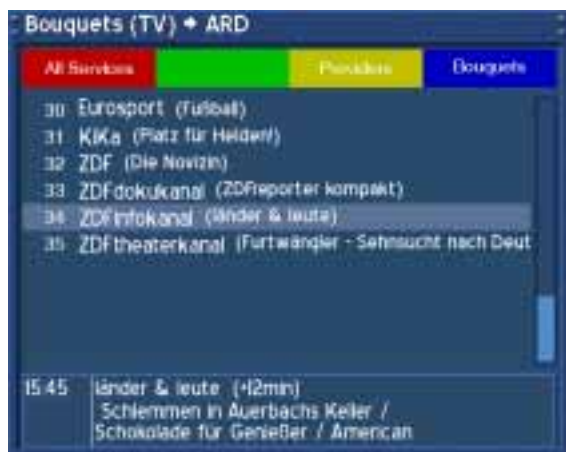 Bouquets (TV) → ARD
All Services Providers Bouquets
30 Eurosport (Fußball)
31 KiKa (Platz für Helden!)
32 ZDF (Die Novizin)
33 ZDFdokukanal (ZDFreporter kompakt)
34 ZDFinfokanal (länder & leute)
35 ZDFtheaterkanal (Furtwängler - Sehnsucht nach Deut
15:45 länder & leute (+12min)
Schlemmen in Auerbachs Keller /
Schokolade für Genießer / American